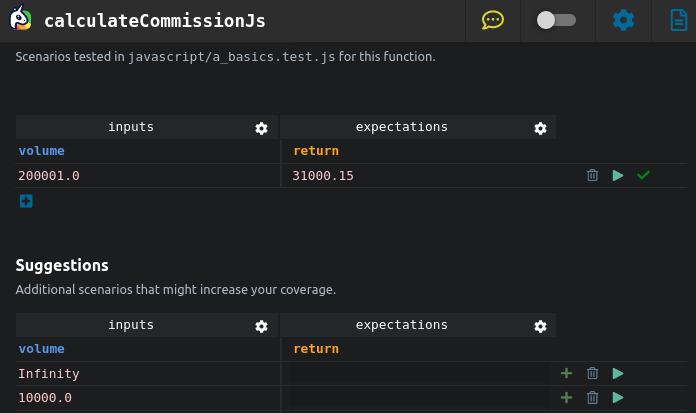 calculateCommissionJs
Scenarios tested in javascript/a_basics.test.js for this function.
inputs expectations
volume return
200001.0 31000.15
Suggestions
Additional scenarios that might increase your coverage.
inputs expectations
volume return
Infinity
10000.0